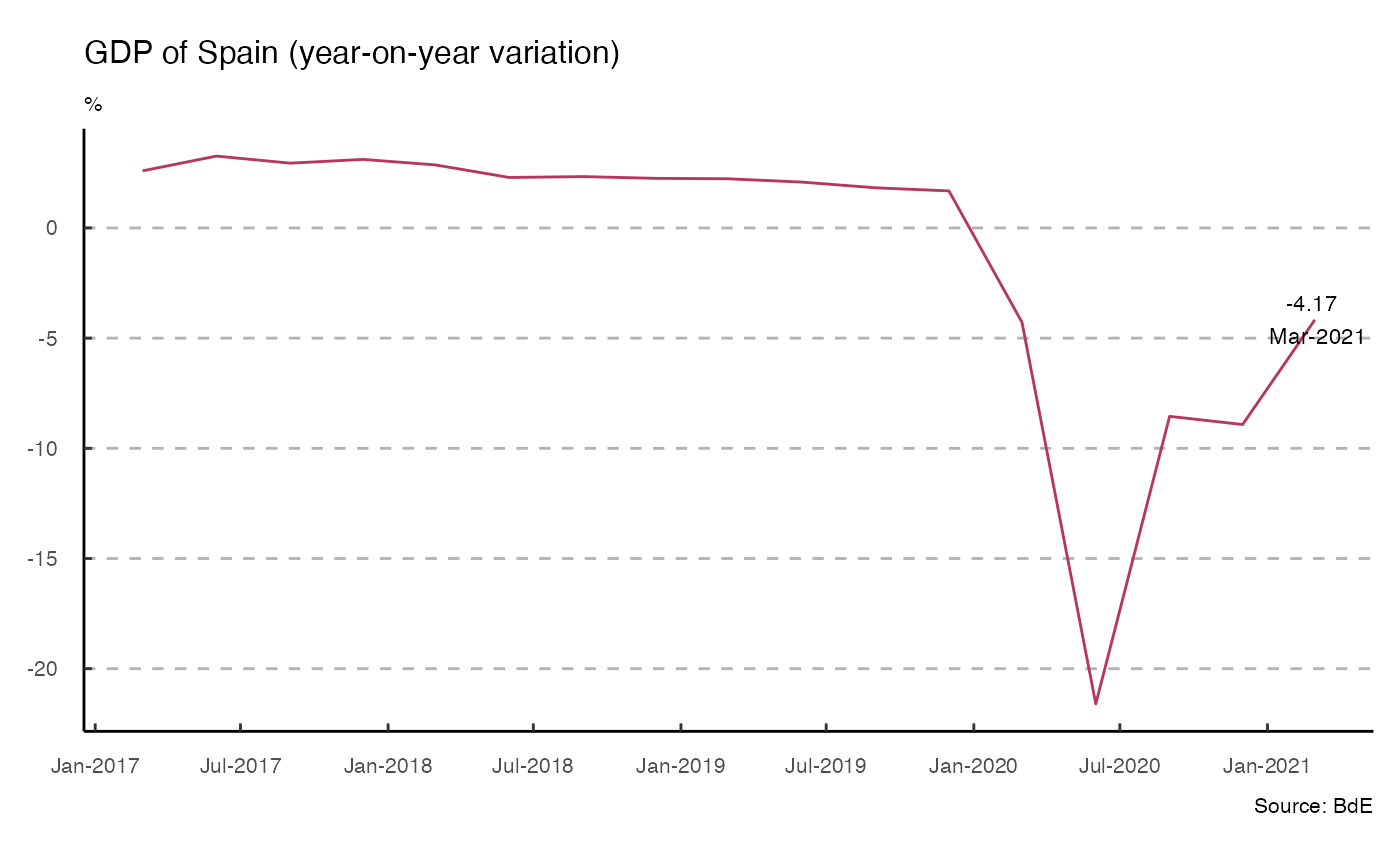 GDP of Spain (year-on-year variation)
%
0
-5
-10
-15
-20
-4.17
Mar-2021
Jan-2017 Jul-2017 Jan-2018 Jul-2018 Jan-2019 Jul-2019 Jan-2020 Jul-2020 Jan-2021
Source: BdE